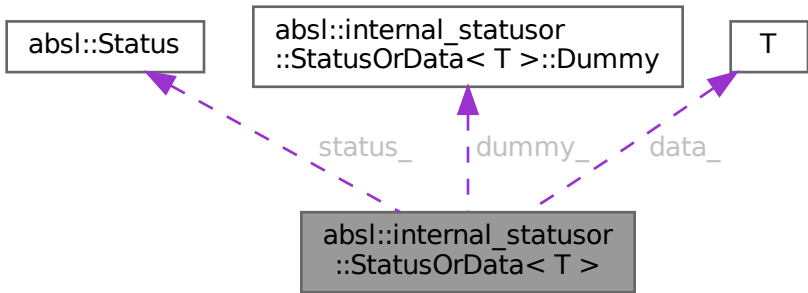 absl::Status
absl::internal_statusor
::StatusOrData< T >::Dummy
T
status_
dummy_
data_
absl::internal_statusor
::StatusOrData< T >